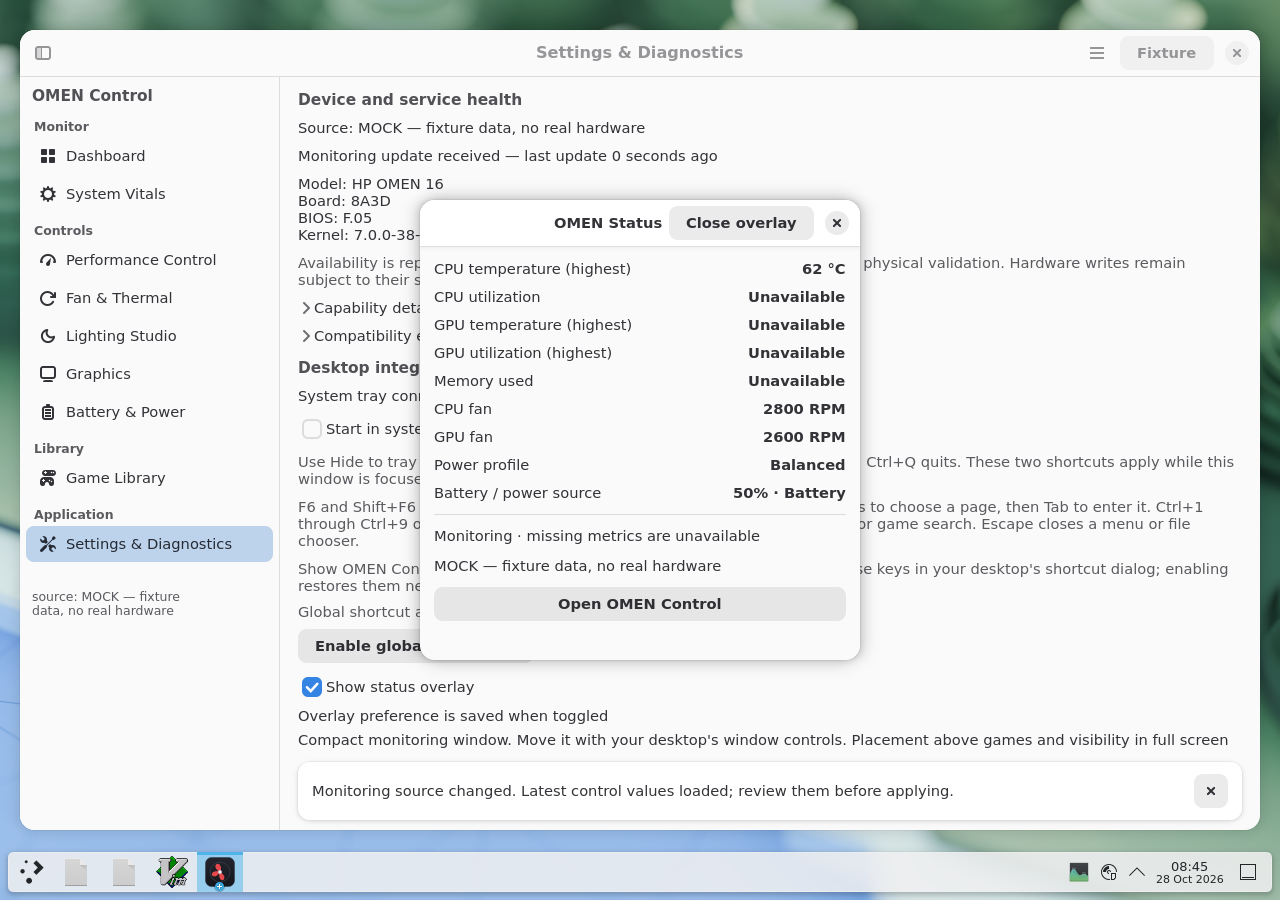 Settings & Diagnostics
Fixture
OMEN Control
Monitor
Dashboard
System Vitals
Controls
Performance Control
Fan & Thermal
Lighting Studio
Graphics
Battery & Power
Library
Game Library
Application
Settings & Diagnostics
source: MOCK — fixture
data, no real hardware
Device and service health
Source: MOCK — fixture data, no real hardware
Monitoring update received — last update 0 seconds ago
Model: HP OMEN 16
Board: 8A3D
BIOS: F.05
Kernel: 7.0.0-38-
Availability is rep physical validation. Hardware writes remain
subject to their s
Capability deta
Compatibility e
Desktop integ
System tray con
Start in syste
Use Hide to tray Ctrl+Q quits. These two shortcuts apply while this
window is focuse
F6 and Shift+F6 s to choose a page, then Tab to enter it. Ctrl+1
through Ctrl+9 o or game search. Escape closes a menu or file
chooser.
Show OMEN Con se keys in your desktop's shortcut dialog; enabling
restores them ne
Global shortcut a
Enable globa
Show status overlay
Overlay preference is saved when toggled
Compact monitoring window. Move it with your desktop's window controls. Placement above games and visibility in full screen
Monitoring source changed. Latest control values loaded; review them before applying.
OMEN Status
Close overlay
CPU temperature (highest) 62 °C
CPU utilization Unavailable
GPU temperature (highest) Unavailable
GPU utilization (highest) Unavailable
Memory used Unavailable
CPU fan 2800 RPM
GPU fan 2600 RPM
Power profile Balanced
Battery / power source 50% · Battery
Monitoring · missing metrics are unavailable
MOCK — fixture data, no real hardware
Open OMEN Control
08:45
28 Oct 2026